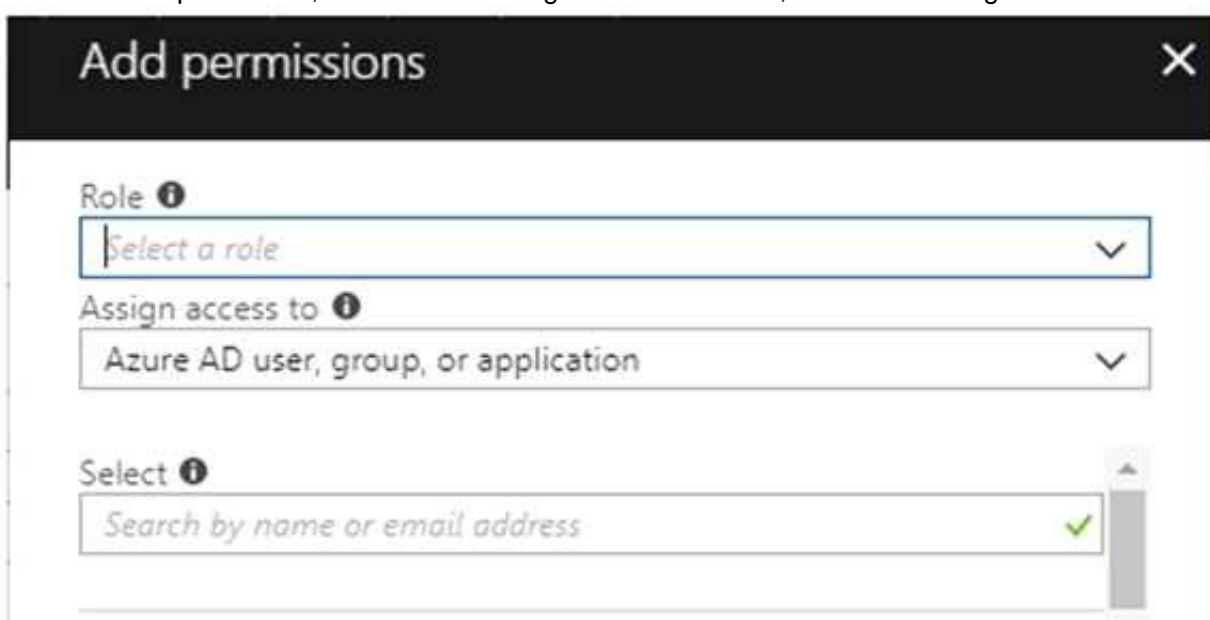 Add permissions
Role
Select a role
Assign access to
Azure AD user, group, or application
Select
Search by name or email address